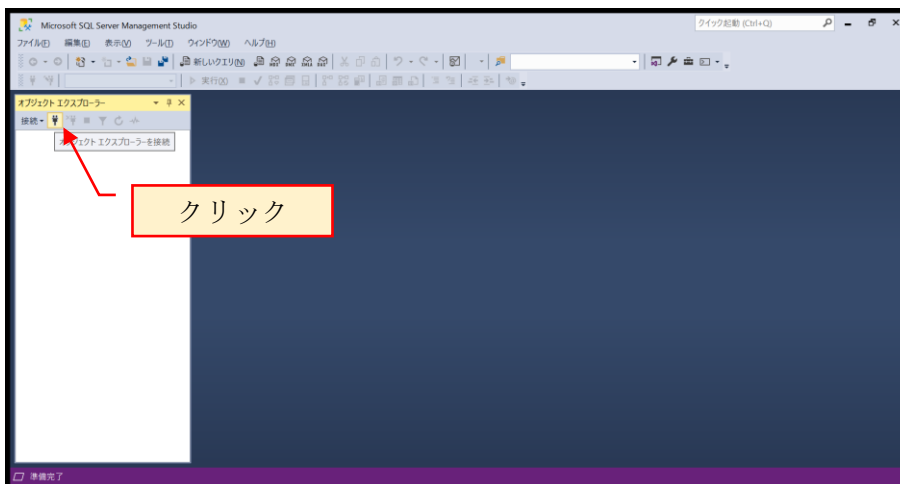 Microsoft SQL Server Management Studio
クイック起動 (Ctrl+Q)
ファイル(F) 編集(E) 表示(V) ツール(T) ウィンドウ(W) ヘルプ(H)
新しいクエリ(N)
実行(X)
オブジェクト エクスプローラー
接続
オブジェクト エクスプローラーを接続
クリック
準備完了